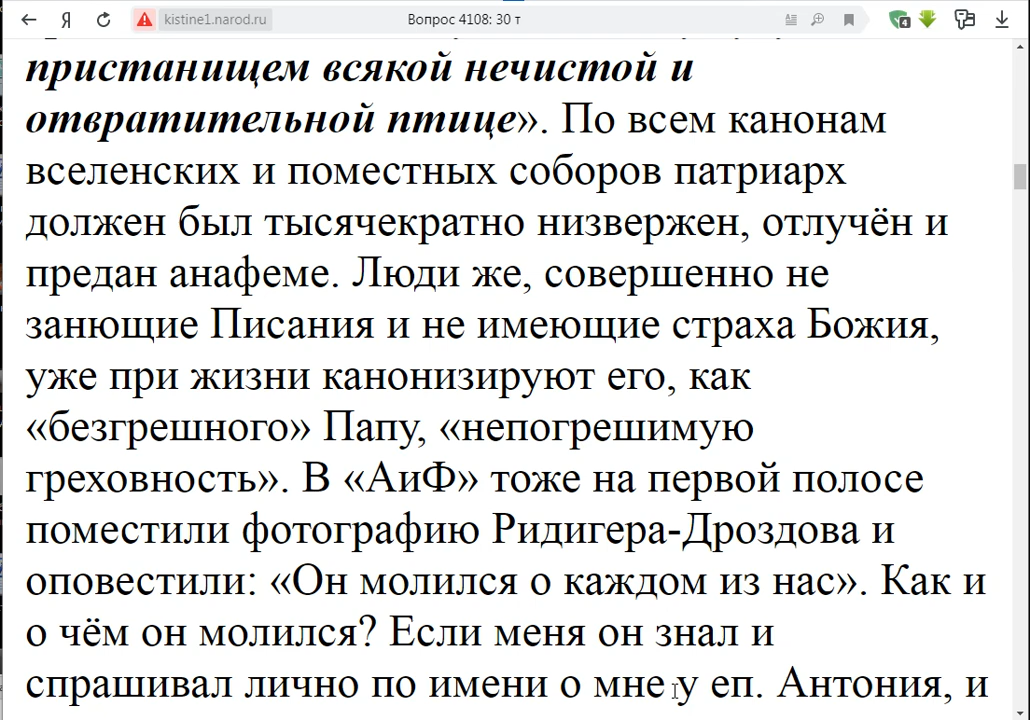 kistine1.narod.ru
Вопрос 4108: 30 т
4
пристанищем всякой нечистой и
отвратительной птице». По всем канонам
вселенских и поместных соборов патриарх
должен был тысячекратно низвержен, отлучён и
предан анафеме. Люди же, совершенно не
занющие Писания и не имеющие страха Божия,
уже при жизни канонизируют его, как
«безгрешного» Папу, «непогрешимую
греховность». В «АиФ» тоже на первой полосе
поместили фотографию Ридигера-Дроздова и
оповестили: «Он молился о каждом из нас». Как и
о чём он молился? Если меня он знал и
спрашивал лично по имени о мне у еп. Антония, и